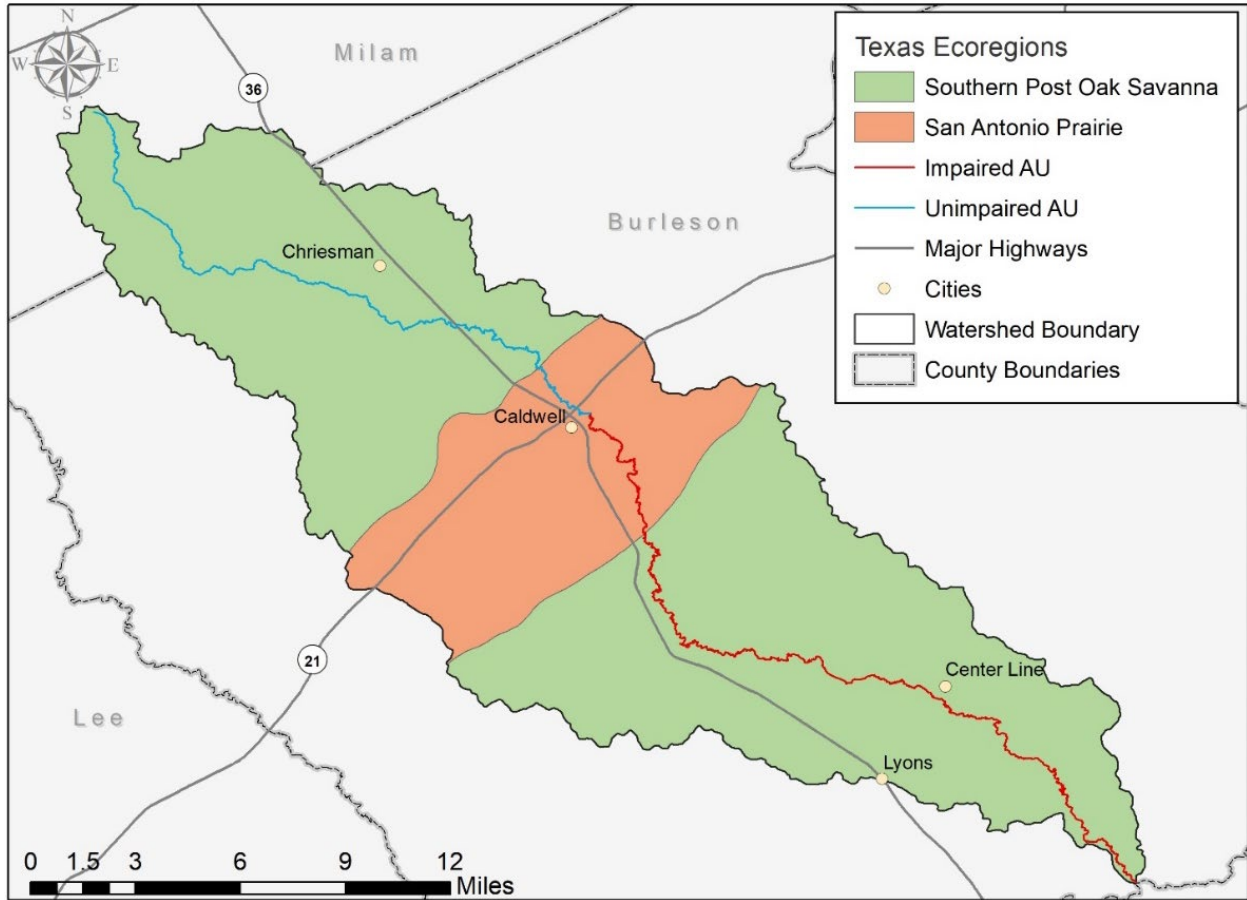 N
W E
S
Milam
36
Burleson
Chriesman
Caldwell
21
Lee
Center Line
Lyons
0 1.5 3 6 9 12
Miles
Texas Ecoregions
Southern Post Oak Savanna
San Antonio Prairie
Impaired AU
Unimpaired AU
Major Highways
Cities
Watershed Boundary
County Boundaries